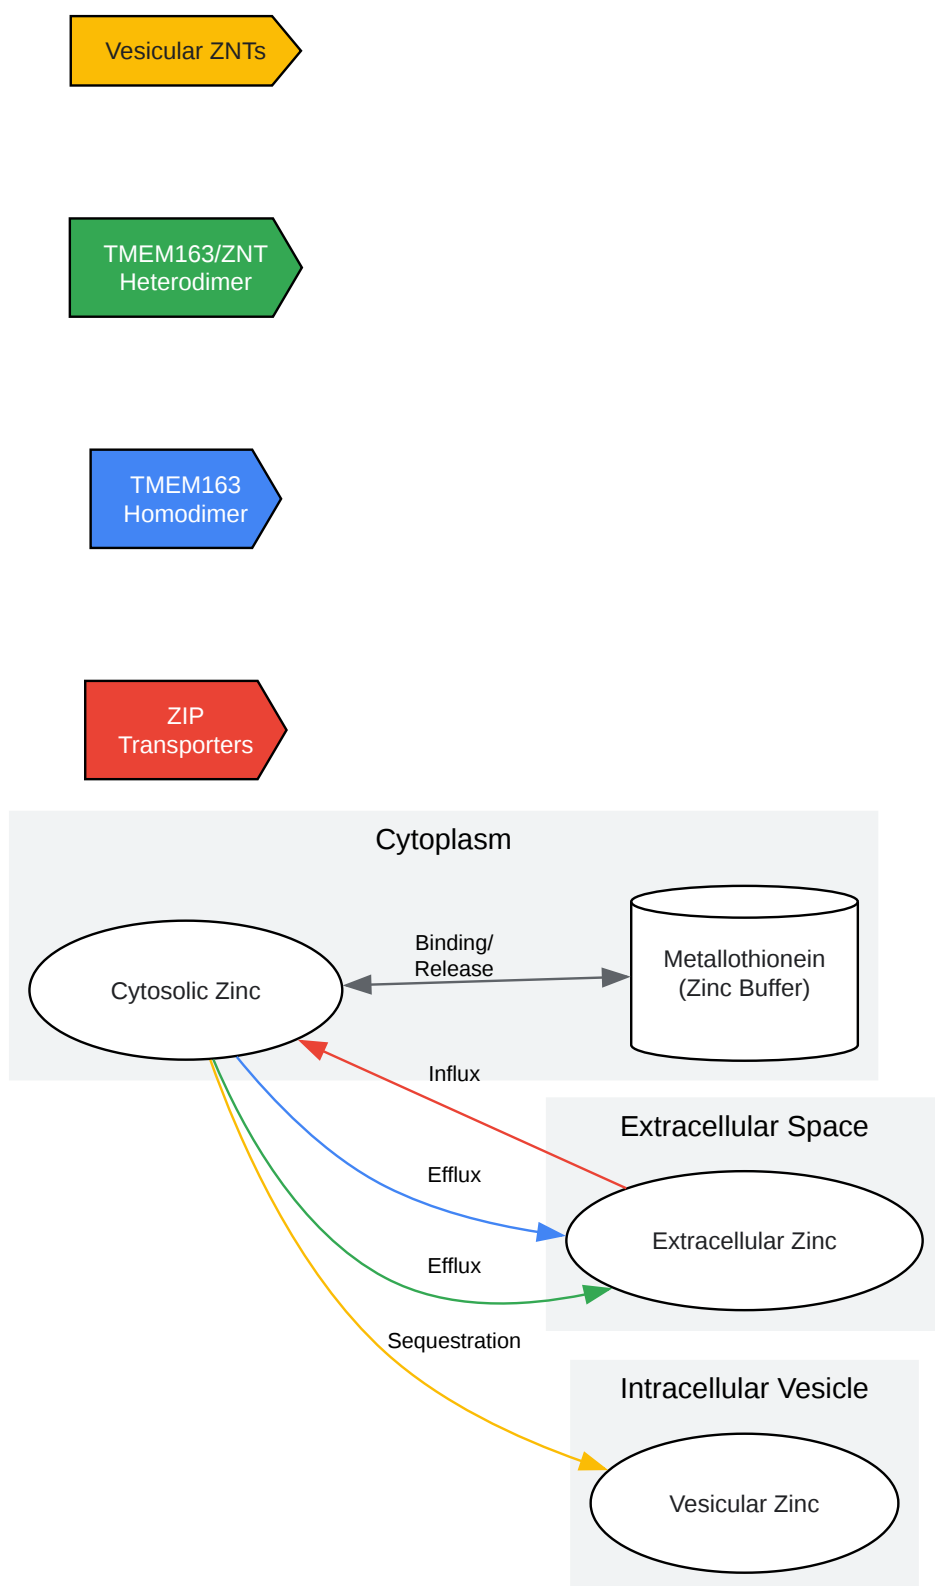 Vesicular ZNTs
TMEM163/ZNT
Heterodimer
TMEM163
Homodimer
ZIP
Transporters
Cytoplasm
Binding/
Release
Cytosolic Zinc
Metallothionein
(Zinc Buffer)
Influx
Extracellular Space
Efflux
Extracellular Zinc
Efflux
Sequestration
Intracellular Vesicle
Vesicular Zinc